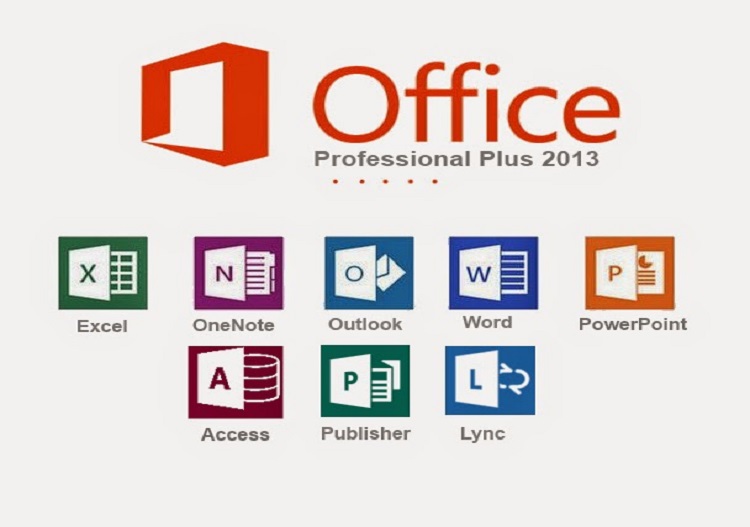 Office
Professional Plus 2013
X N O W P
Excel OneNote Outlook Word PowerPoint
A P L
Access Publisher Lync